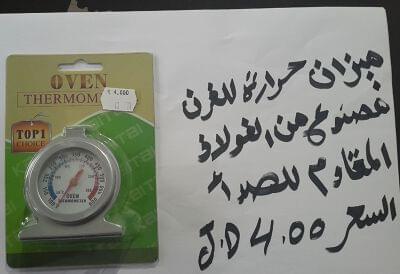 OVEN
THERMOMETER
4,000
TOP 1
CHOICE
OVEN
THERMOMETER
ميزان حرارة للفرن
مصنوع من الفولاذ
المقاوم للصدأ
السعر 4.00 J.D